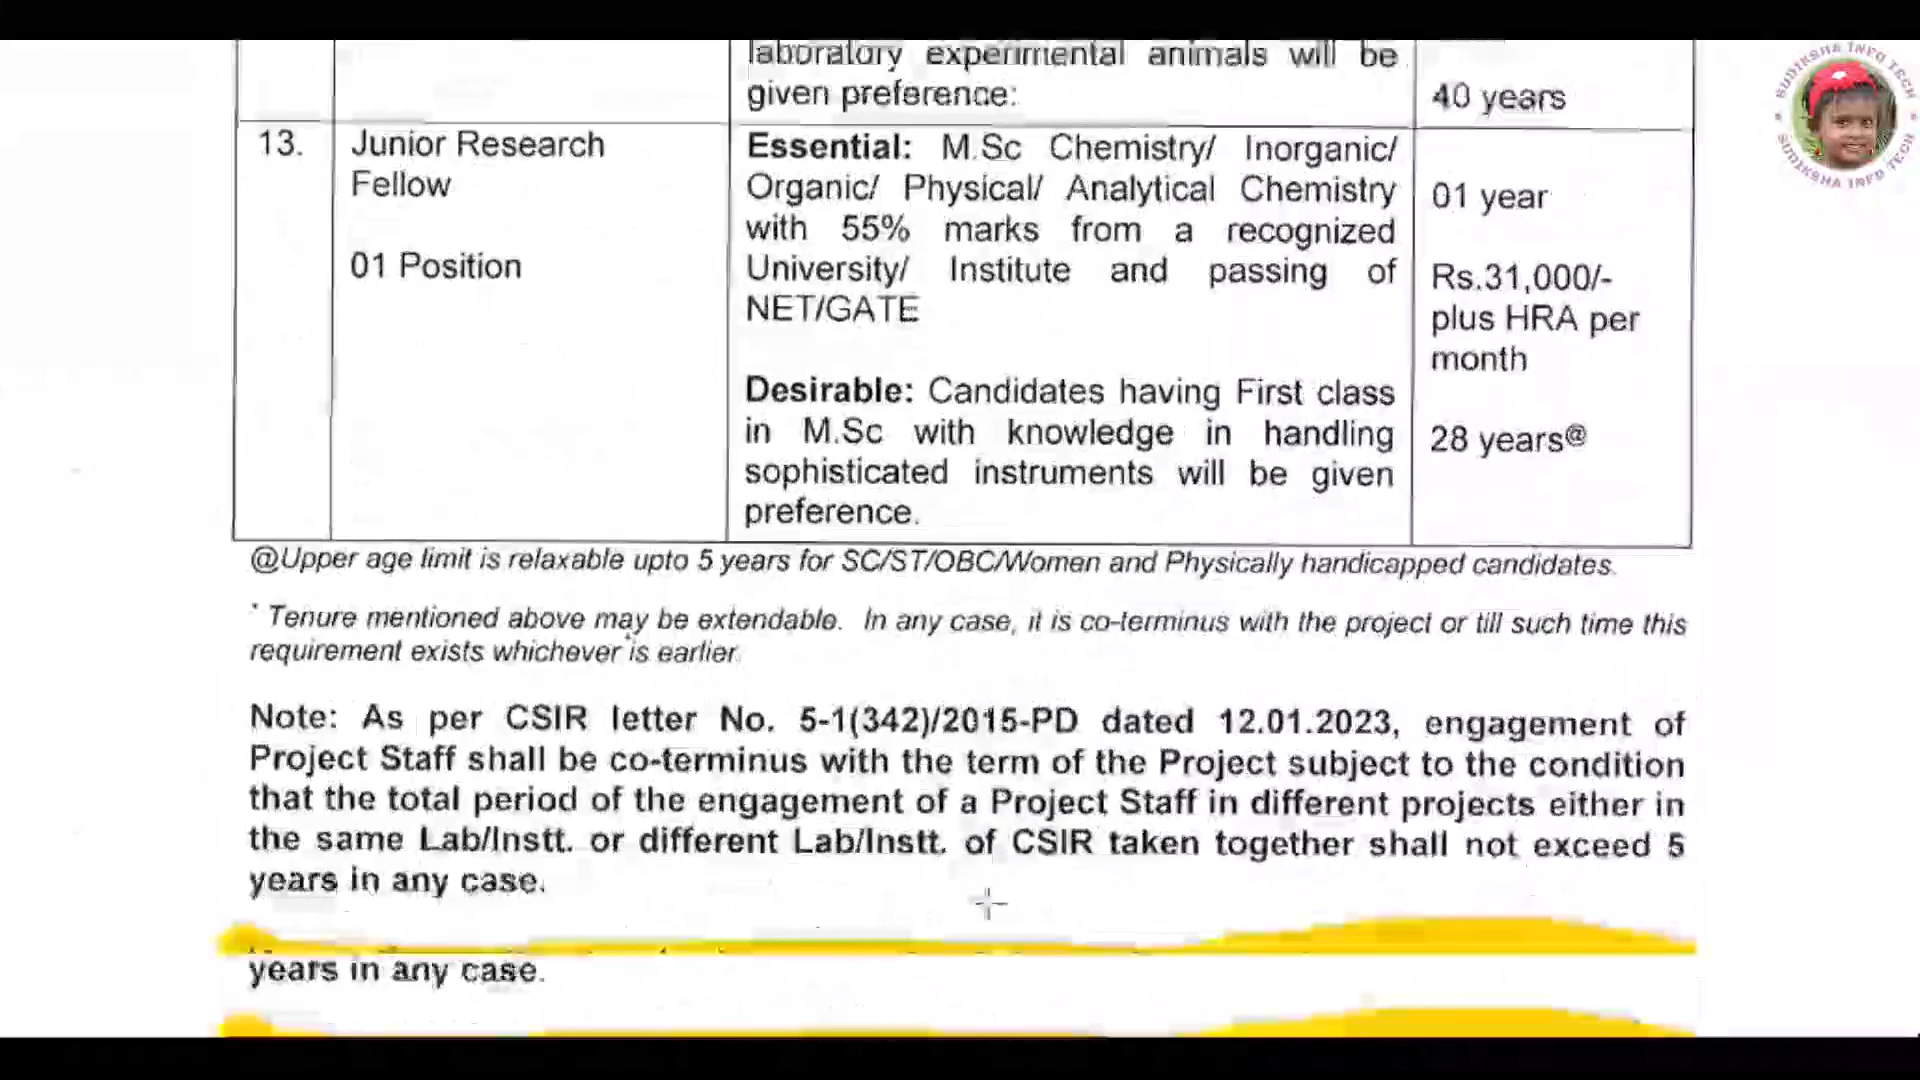 laboratory experimental animals will be
given preference:
40 years
13.
Junior Research
Fellow
01 Position
Essential: M.Sc Chemistry/ Inorganic/
Organic/ Physical/ Analytical Chemistry
with 55% marks from a recognized
University/ Institute and passing of
NET/GATE
Desirable: Candidates having First class
in M.Sc with knowledge in handling
sophisticated instruments will be given
preference.
01 year
Rs.31,000/-
plus HRA per
month
28 years@
@Upper age limit is relaxable upto 5 years for SC/ST/OBC/Women and Physically handicapped candidates.
* Tenure mentioned above may be extendable. In any case, it is co-terminus with the project or till such time this
requirement exists whichever is earlier.
Note: As per CSIR letter No. 5-1(342)/2015-PD dated 12.01.2023, engagement of
Project Staff shall be co-terminus with the term of the Project subject to the condition
that the total period of the engagement of a Project Staff in different projects either in
the same Lab/Instt. or different Lab/Instt. of CSIR taken together shall not exceed 5
years in any case.
years in any case.
SUDIKSHA INFO TECH
SUDIKSHA INFO TECH